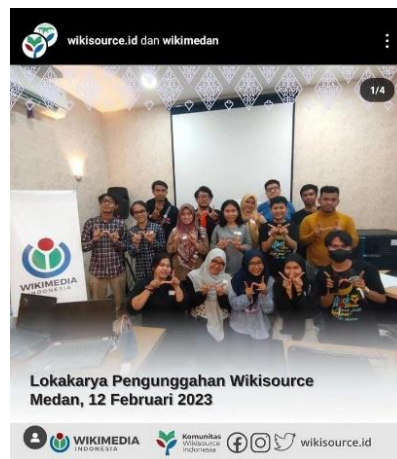 wikisource.id dan wikimedan
1/4
WIKIMEDIA
INDONESIA
Lokakarya Pengunggahan Wikisource
Medan, 12 Februari 2023
WIKIMEDIA
INDONESIA
Komunitas
Wikisource
Indonesia
wikisource.id